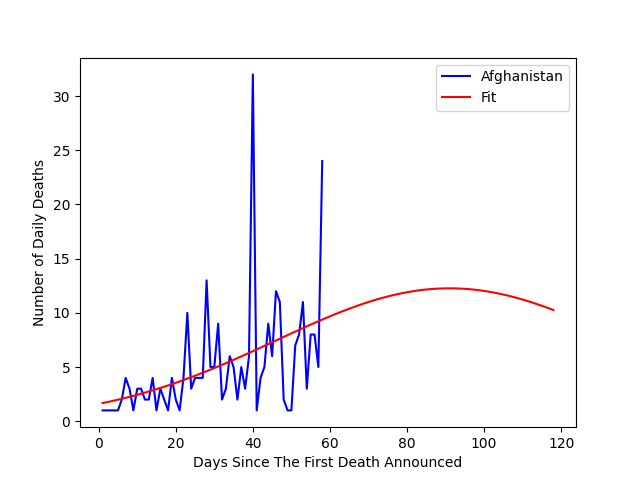 Afghanistan
Fit
30
25
20
15
10
5
0
Number of Daily Deaths
0 20 40 60 80 100 120
Days Since The First Death Announced